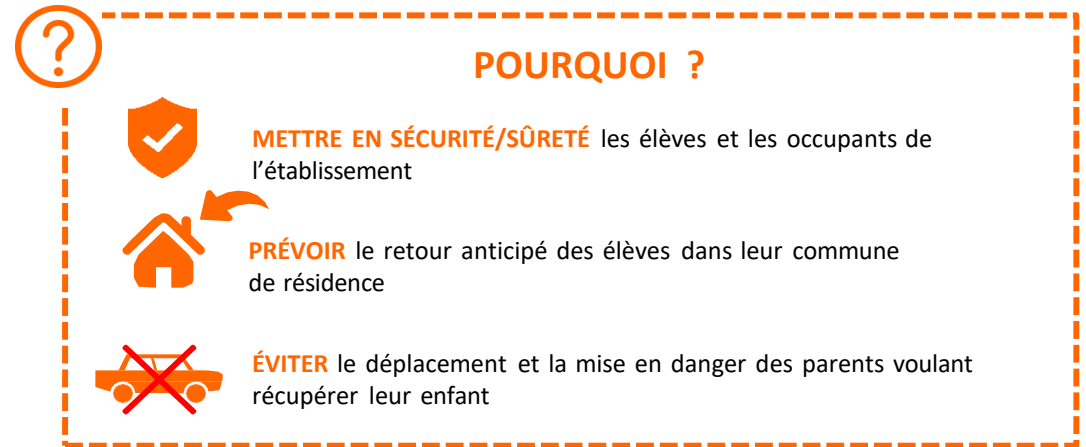 ?
POURQUOI ?
METTRE EN SÉCURITÉ/SÛRETÉ les élèves et les occupants de
l’établissement
PRÉVOIR le retour anticipé des élèves dans leur commune
de résidence
ÉVITER le déplacement et la mise en danger des parents voulant
récupérer leur enfant